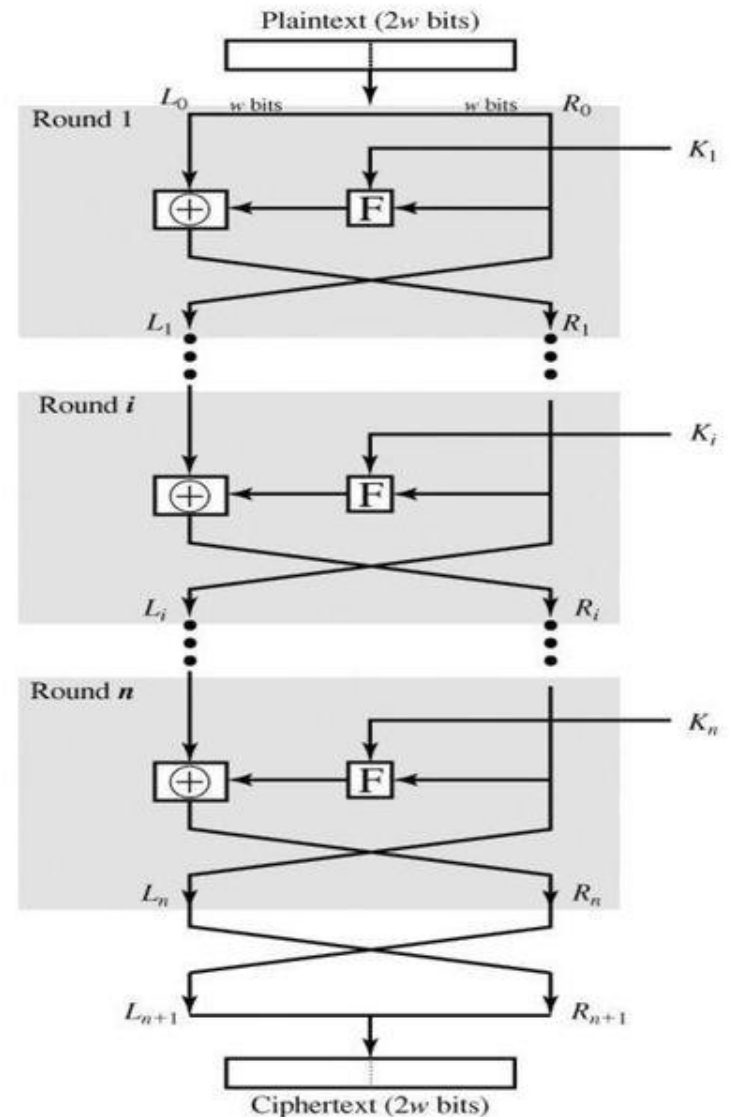 Plaintext (2w bits)
L₀ w bits w bits R₀
Round 1
K₁
⊕ F
L₁ R₁
Round i
Kᵢ
⊕ F
Lᵢ Rᵢ
Round n
Kₙ
⊕ F
Lₙ Rₙ
Lₙ₊₁ Rₙ₊₁
Ciphertext (2w bits)